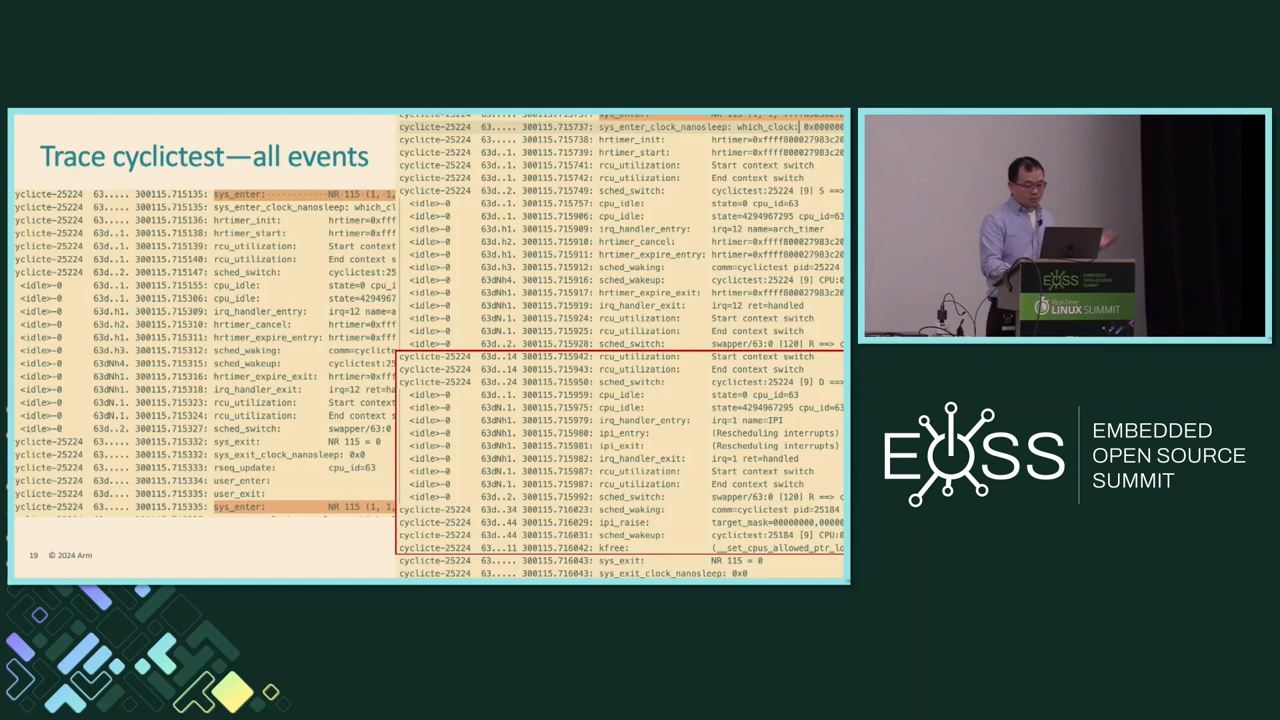 Trace cyclictest—all events
yclicte-25224 63..... 300115.715135: sys_enter: NR 115 (1, -1,
yclicte-25224 63..... 300115.715135: sys_enter_clock_nanosleep: which_cl
yclicte-25224 63..... 300115.715136: hrtimer_init: hrtimer=0xfff
yclicte-25224 63d..1. 300115.715138: hrtimer_start: hrtimer=0xfff
yclicte-25224 63d..1. 300115.715139: rcu_utilization: Start context
yclicte-25224 63d..1. 300115.715140: rcu_utilization: End context s
yclicte-25224 63d..2. 300115.715147: sched_switch: cyclictest:25
<idle>-0 63d..1. 300115.715155: cpu_idle: state=0 cpu_
<idle>-0 63d..1. 300115.715306: cpu_idle: state=4294967
<idle>-0 63d.h1. 300115.715309: irq_handler_entry: irq=12 name=a
<idle>-0 63d.h2. 300115.715310: hrtimer_cancel: hrtimer=0xfff
<idle>-0 63d.h1. 300115.715311: hrtimer_expire_entry: hrtimer=0xfff
<idle>-0 63d.h3. 300115.715312: sched_waking: comm=cyclicte
<idle>-0 63dNh4. 300115.715315: sched_wakeup: cyclictest:25
<idle>-0 63dNh1. 300115.715316: hrtimer_expire_exit: hrtimer=0xfff
<idle>-0 63dNh1. 300115.715318: irq_handler_exit: irq=12 ret=ha
<idle>-0 63dN.1. 300115.715323: rcu_utilization: Start context
<idle>-0 63dN.1. 300115.715324: rcu_utilization: End context s
<idle>-0 63d..2. 300115.715327: sched_switch: swapper/63:0
yclicte-25224 63..... 300115.715332: sys_exit: NR 115 = 0
yclicte-25224 63..... 300115.715332: sys_exit_clock_nanosleep: 0x0
yclicte-25224 63..... 300115.715333: rseq_update: cpu_id=63
yclicte-25224 63..... 300115.715334: user_enter:
yclicte-25224 63d.... 300115.715335: user_exit:
yclicte-25224 63..... 300115.715335: sys_enter: NR 115 (1, 1,
19 © 2024 Arm
cyclicte-25224 63..... 300115.715737: sys_enter_clock_nanosleep: which_clock: 0x000000
cyclicte-25224 63..... 300115.715738: hrtimer_init: hrtimer=0xffff800027983c20
cyclicte-25224 63d..1. 300115.715739: hrtimer_start: hrtimer=0xffff800027983c20
cyclicte-25224 63d..1. 300115.715741: rcu_utilization: Start context switch
cyclicte-25224 63d..1. 300115.715742: rcu_utilization: End context switch
cyclicte-25224 63d..2. 300115.715749: sched_switch: cyclictest:25224 [9] S ==>
<idle>-0 63d..1. 300115.715757: cpu_idle: state=0 cpu_id=63
<idle>-0 63d..1. 300115.715906: cpu_idle: state=4294967295 cpu_id=63
<idle>-0 63d.h1. 300115.715909: irq_handler_entry: irq=12 name=arch_timer
<idle>-0 63d.h2. 300115.715910: hrtimer_cancel: hrtimer=0xffff800027983c20
<idle>-0 63d.h1. 300115.715911: hrtimer_expire_entry: hrtimer=0xffff800027983c20
<idle>-0 63d.h3. 300115.715912: sched_waking: comm=cyclictest pid=25224
<idle>-0 63dNh4. 300115.715916: sched_wakeup: cyclictest:25224 [9] CPU:0
<idle>-0 63dNh1. 300115.715917: hrtimer_expire_exit: hrtimer=0xffff800027983c20
<idle>-0 63dNh1. 300115.715919: irq_handler_exit: irq=12 ret=handled
<idle>-0 63dN.1. 300115.715924: rcu_utilization: Start context switch
<idle>-0 63dN.1. 300115.715925: rcu_utilization: End context switch
<idle>-0 63d..2. 300115.715928: sched_switch: swapper/63:0 [120] R ==> c
cyclicte-25224 63d..14 300115.715942: rcu_utilization: Start context switch
cyclicte-25224 63d..14 300115.715943: rcu_utilization: End context switch
cyclicte-25224 63d..24 300115.715950: sched_switch: cyclictest:25224 [9] D ==>
<idle>-0 63d..1. 300115.715959: cpu_idle: state=0 cpu_id=63
<idle>-0 63dN.1. 300115.715975: cpu_idle: state=4294967295 cpu_id=63
<idle>-0 63dNh1. 300115.715979: irq_handler_entry: irq=1 name=IPI
<idle>-0 63dNh1. 300115.715980: ipi_entry: (Rescheduling interrupts)
<idle>-0 63dNh1. 300115.715981: ipi_exit: (Rescheduling interrupts)
<idle>-0 63dNh1. 300115.715982: irq_handler_exit: irq=1 ret=handled
<idle>-0 63dN.1. 300115.715987: rcu_utilization: Start context switch
<idle>-0 63dN.1. 300115.715987: rcu_utilization: End context switch
<idle>-0 63d..2. 300115.715992: sched_switch: swapper/63:0 [120] R ==> c
cyclicte-25224 63d..34 300115.716023: sched_waking: comm=cyclictest pid=25184
cyclicte-25224 63d..44 300115.716029: ipi_raise: target_mask=00000000,00000
cyclicte-25224 63d..44 300115.716031: sched_wakeup: cyclictest:25184 [9] CPU:0
cyclicte-25224 63...11 300115.716042: kfree: (__set_cpus_allowed_ptr_lo
cyclicte-25224 63..... 300115.716043: sys_exit: NR 115 = 0
cyclicte-25224 63..... 300115.716043: sys_exit_clock_nanosleep: 0x0
EOSS
EMBEDDED
OPEN SOURCE
SUMMIT
Real-Time
LINUX SUMMIT
EOSS
EMBEDDED
OPEN SOURCE
SUMMIT